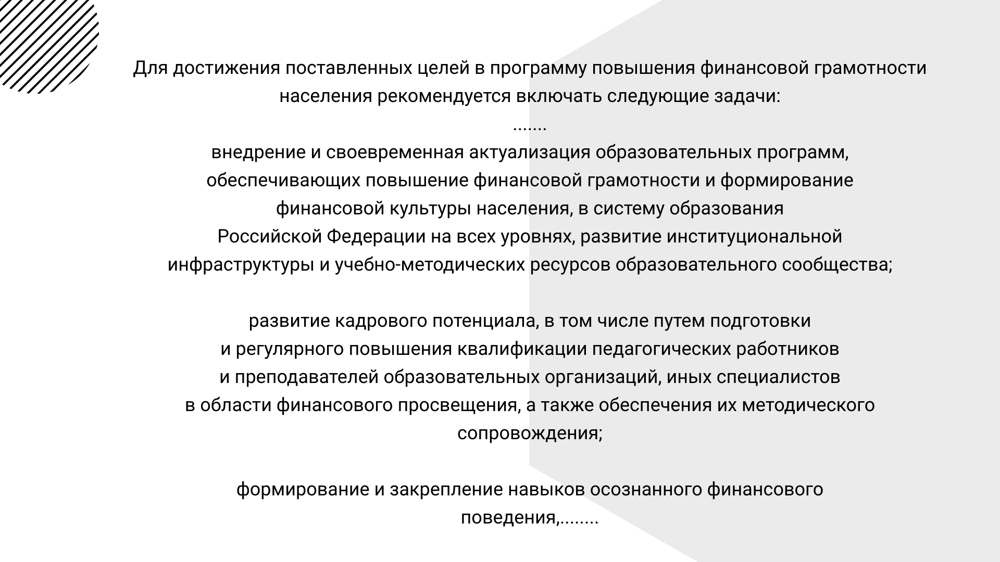 Для достижения поставленных целей в программу повышения финансовой грамотности
населения рекомендуется включать следующие задачи:
.......
внедрение и своевременная актуализация образовательных программ,
обеспечивающих повышение финансовой грамотности и формирование
финансовой культуры населения, в систему образования
Российской Федерации на всех уровнях, развитие институциональной
инфраструктуры и учебно-методических ресурсов образовательного сообщества;
развитие кадрового потенциала, в том числе путем подготовки
и регулярного повышения квалификации педагогических работников
и преподавателей образовательных организаций, иных специалистов
в области финансового просвещения, а также обеспечения их методического
сопровождения;
формирование и закрепление навыков осознанного финансового
поведения,........